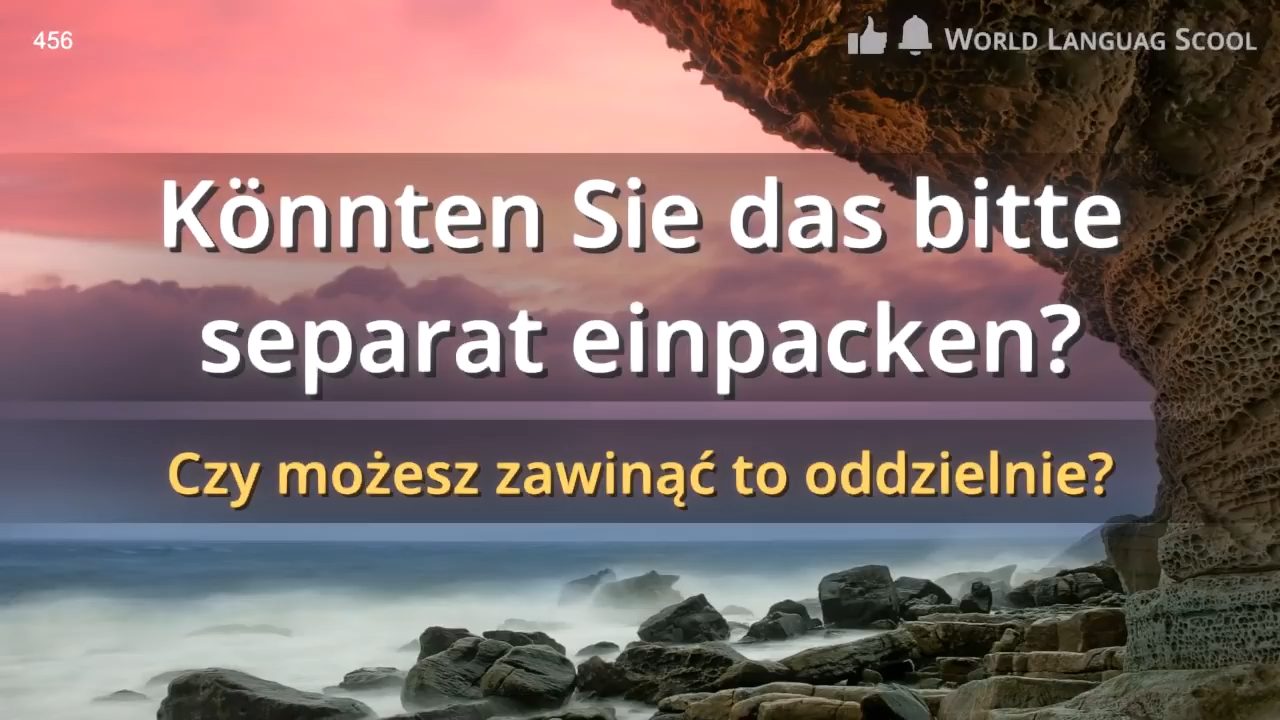 456
World Languag Scool
Könnten Sie das bitte
separat einpacken?
Czy możesz zawinąć to oddzielnie?